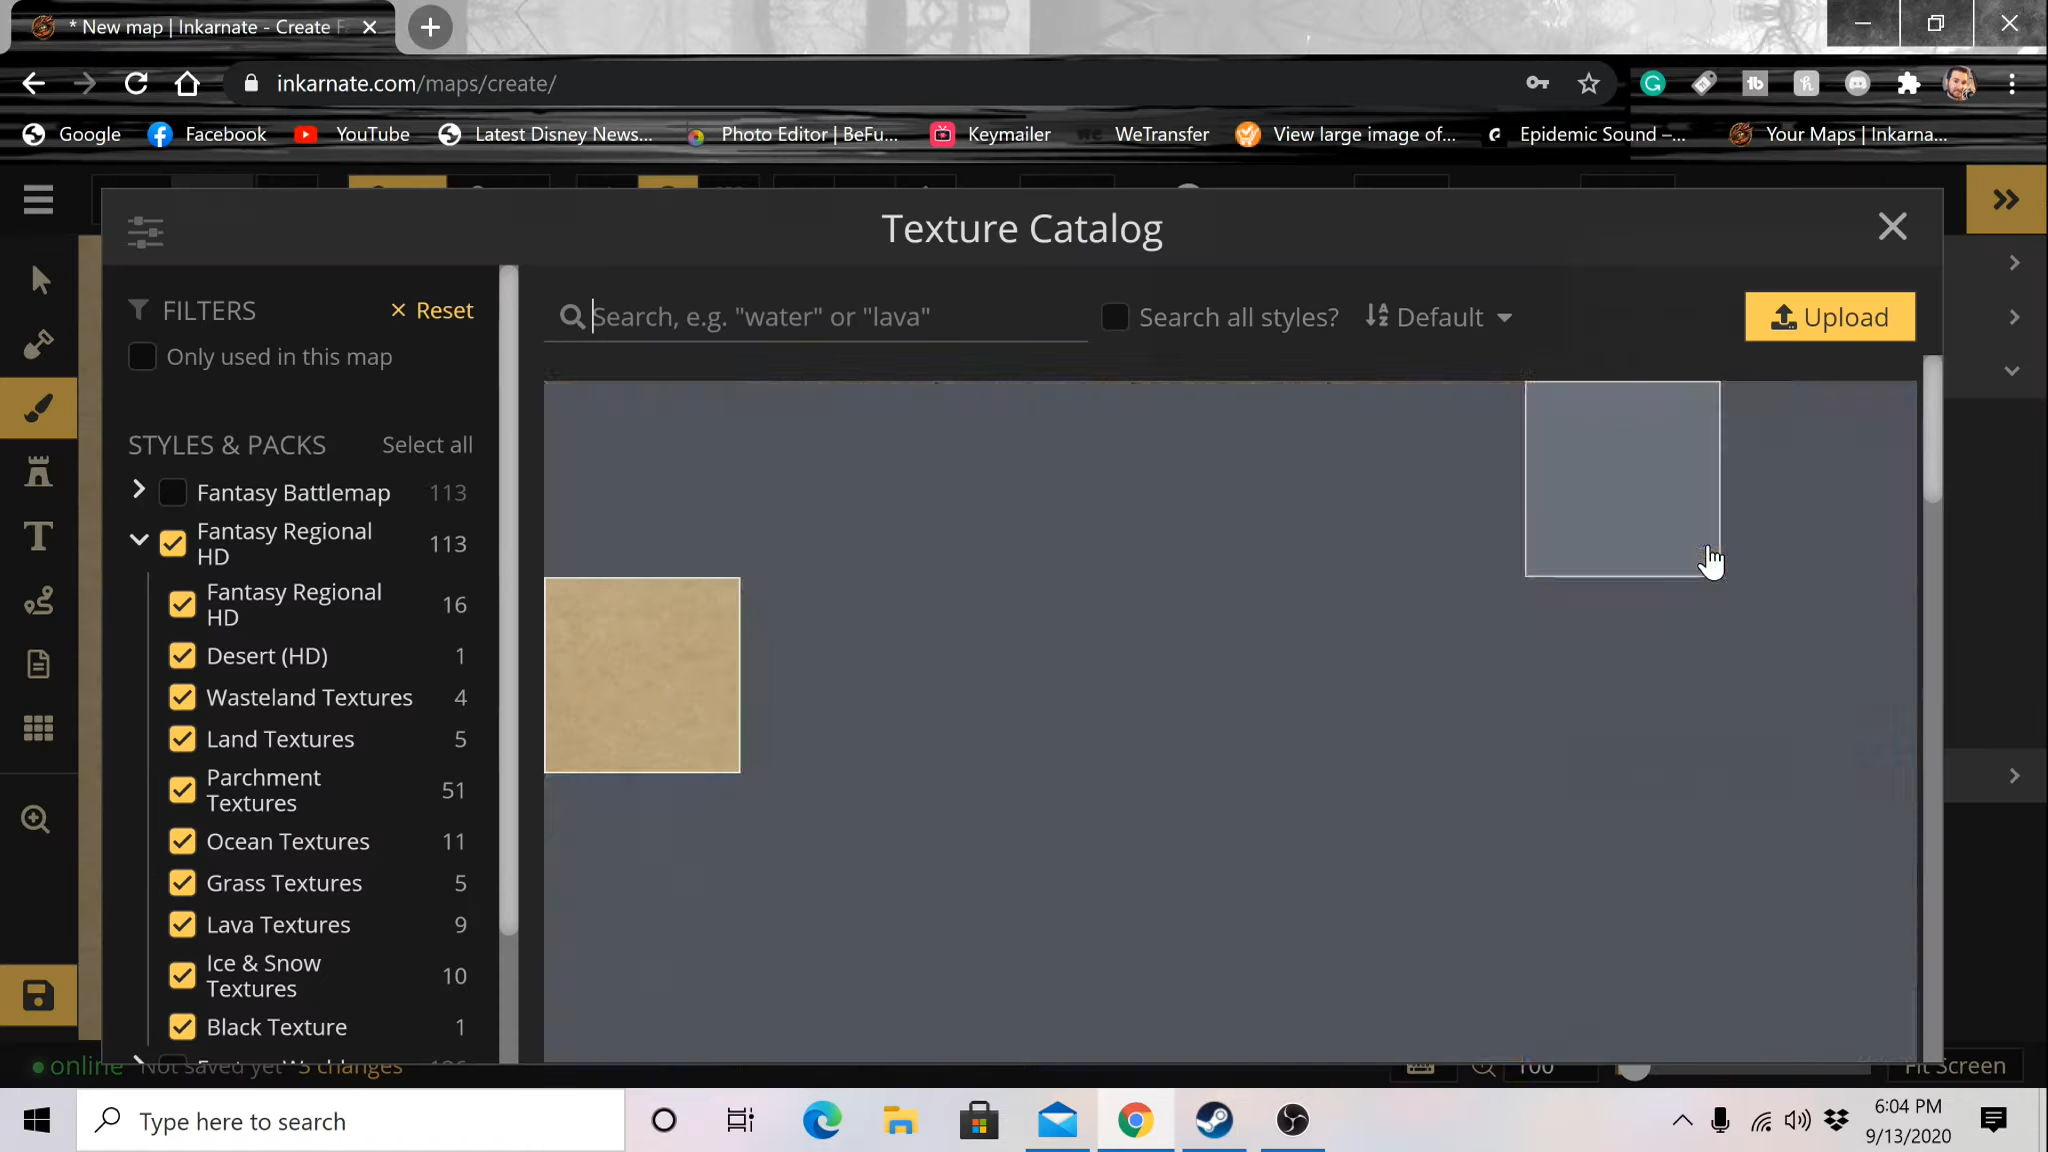 * New map | Inkarnate - Create F
inkarnate.com/maps/create/
Google
Facebook
YouTube
Latest Disney News...
Photo Editor | BeFu...
Keymailer
WeTransfer
View large image of...
Epidemic Sound –...
Your Maps | Inkarna...
Texture Catalog
FILTERS
Reset
Only used in this map
Search, e.g. "water" or "lava"
Search all styles?
Default
Upload
STYLES & PACKS
Select all
Fantasy Battlemap 113
Fantasy Regional
HD 113
Fantasy Regional
HD 16
Desert (HD) 1
Wasteland Textures 4
Land Textures 5
Parchment
Textures 51
Ocean Textures 11
Grass Textures 5
Lava Textures 9
Ice & Snow
Textures 10
Black Texture 1
online
Not saved yet
3 changes
100
Fit Screen
Type here to search
6:04 PM
9/13/2020